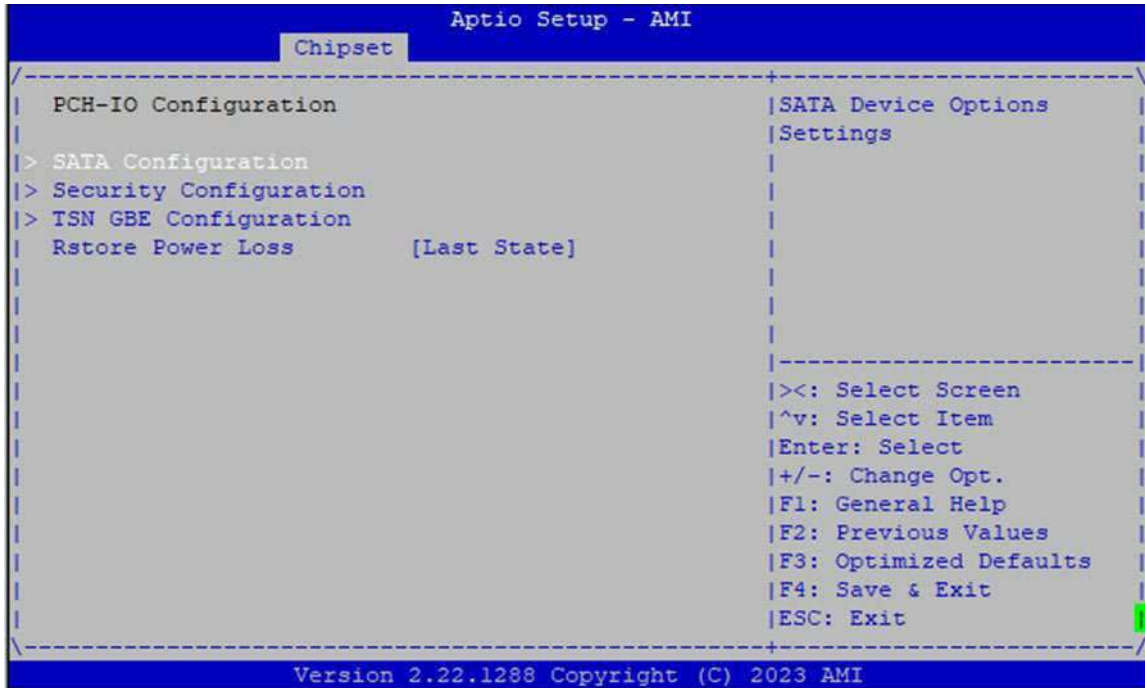 Aptio Setup - AMI
Chipset
PCH-IO Configuration
> SATA Configuration
> Security Configuration
> TSN GBE Configuration
Rstore Power Loss [Last State]
SATA Device Options
Settings
><: Select Screen
^v: Select Item
Enter: Select
+/-: Change Opt.
F1: General Help
F2: Previous Values
F3: Optimized Defaults
F4: Save & Exit
ESC: Exit
Version 2.22.1288 Copyright (C) 2023 AMI